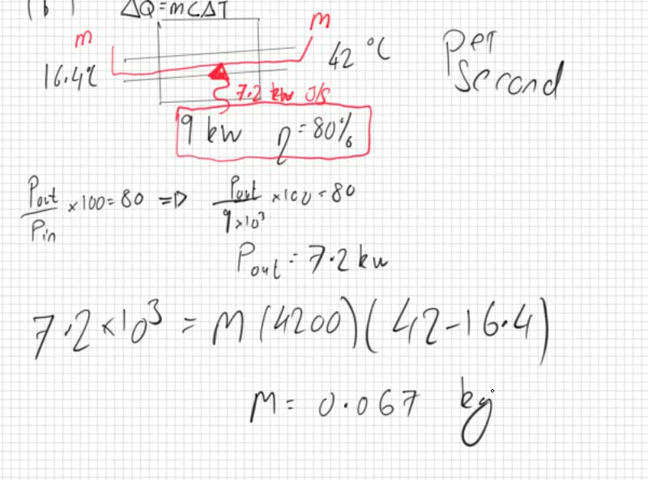 (b) ΔQ = mCΔT
m
m
16.4℃
42 °C
Per
Second
7.2 kw J/s
9 kw η = 80%
Pout/Pin × 100 = 80 => Pout/9×10³ × 100 = 80
Pout = 7.2 kw
7.2 × 10³ = M (4200) (42-16.4)
M = 0.067 kg